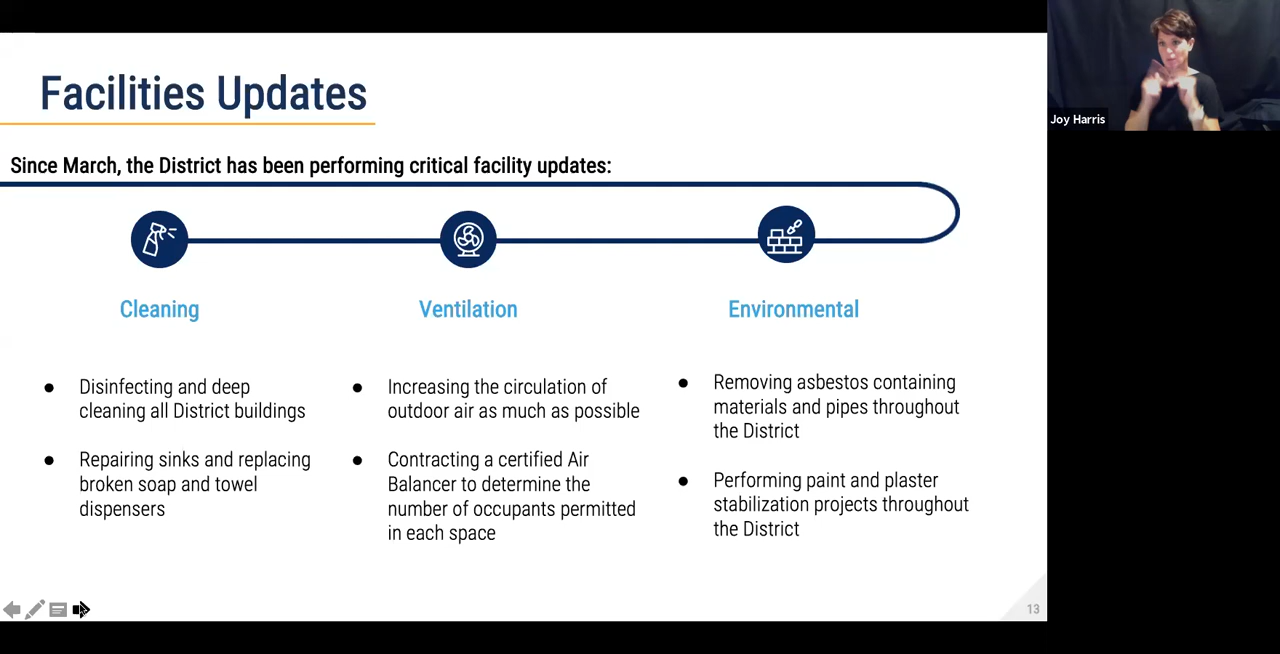 Facilities Updates
Joy Harris
Since March, the District has been performing critical facility updates:
Cleaning
Disinfecting and deep
cleaning all District buildings
Repairing sinks and replacing
broken soap and towel
dispensers
Ventilation
Increasing the circulation of
outdoor air as much as possible
Contracting a certified Air
Balancer to determine the
number of occupants permitted
in each space
Environmental
Removing asbestos containing
materials and pipes throughout
the District
Performing paint and plaster
stabilization projects throughout
the District
13